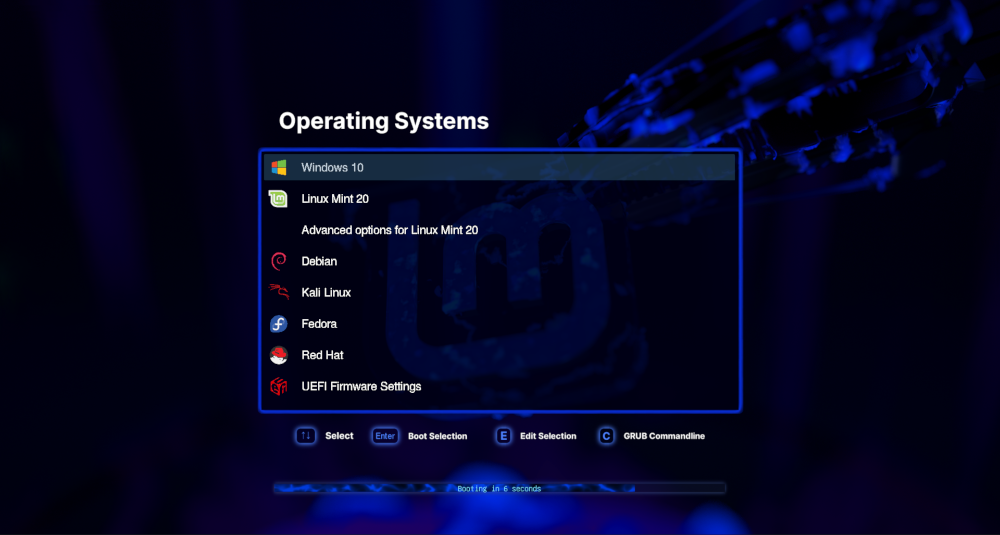 Operating Systems
Windows 10
Linux Mint 20
Advanced options for Linux Mint 20
Debian
Kali Linux
Fedora
Red Hat
UEFI Firmware Settings
↑↓ Select Enter Boot Selection E Edit Selection C GRUB Commandline
Booting in 6 seconds